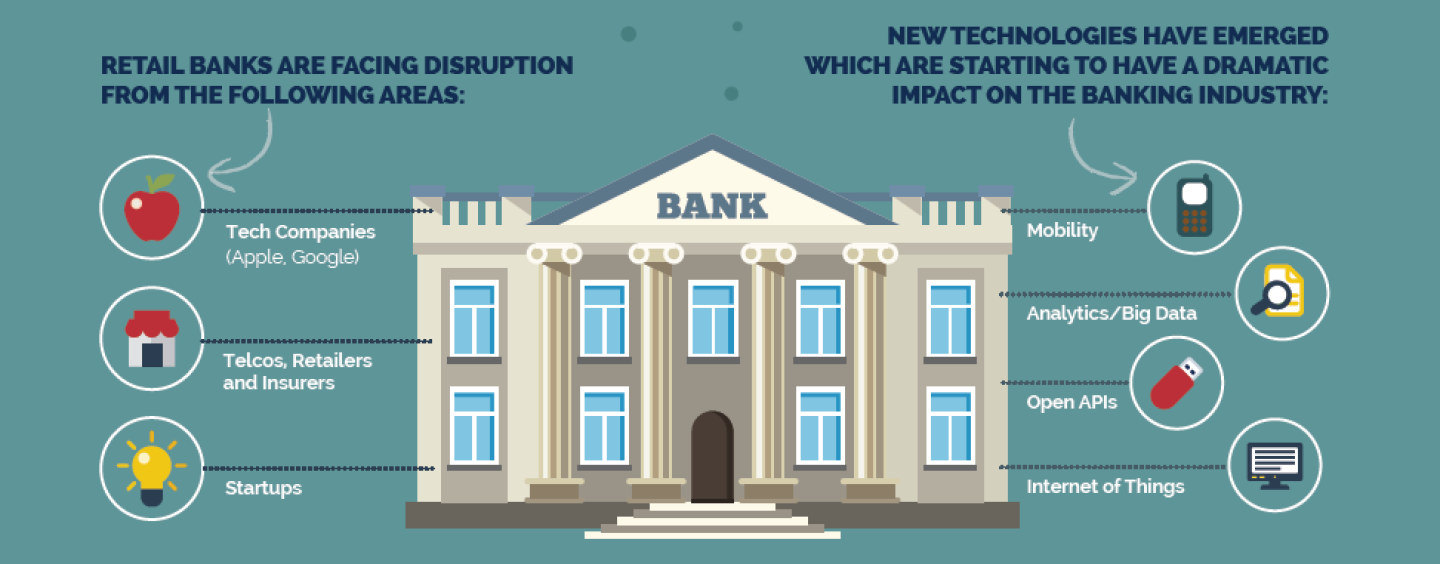 RETAIL BANKS ARE FACING DISRUPTION
FROM THE FOLLOWING AREAS:
Tech Companies
(Apple, Google)
Telcos, Retailers
and Insurers
Startups
BANK
NEW TECHNOLOGIES HAVE EMERGED
WHICH ARE STARTING TO HAVE A DRAMATIC
IMPACT ON THE BANKING INDUSTRY:
Mobility
Analytics/Big Data
Open APIs
Internet of Things